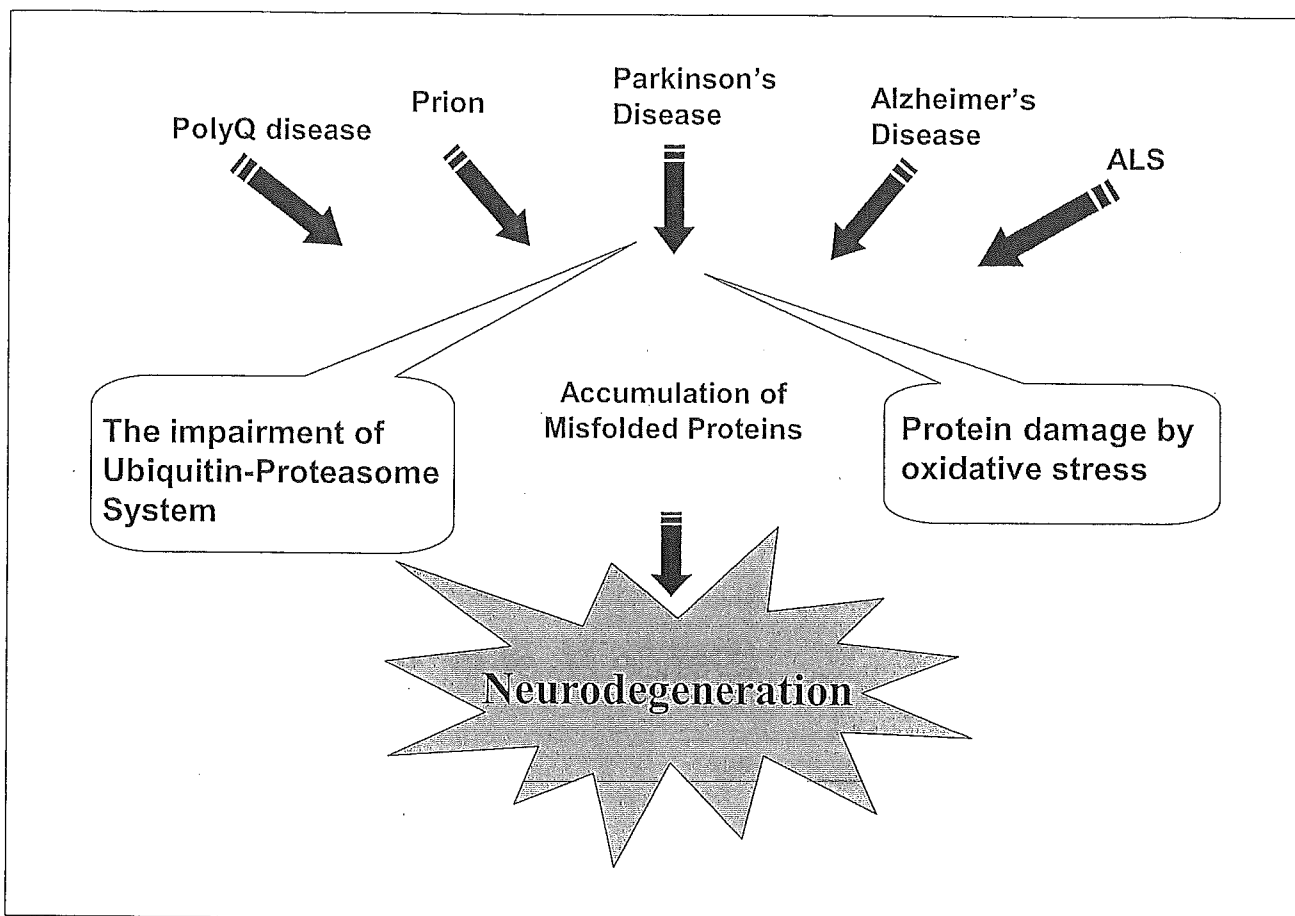 PolyQ disease
Prion
Parkinson's
Disease
Alzheimer's
Disease
ALS
The impairment of
Ubiquitin-Proteasome
System
Accumulation of
Misfolded Proteins
Protein damage by
oxidative stress
Neurodegeneration